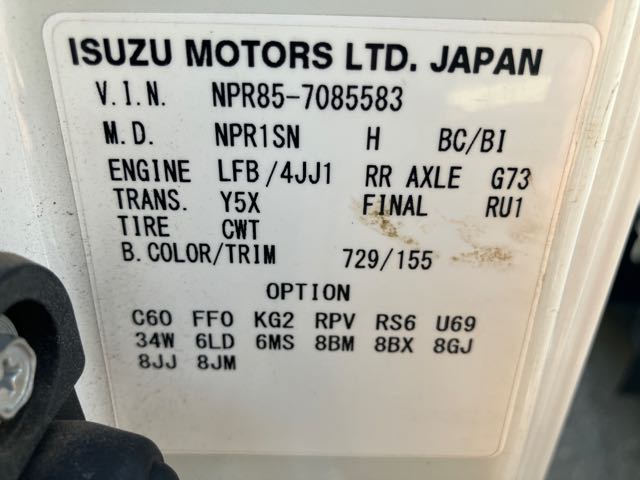 ISUZU MOTORS LTD. JAPAN
V.I.N. NPR85-7085583
M.D. NPR1SN H BC/BI
ENGINE LFB/4JJ1 RR AXLE G73
TRANS. Y5X FINAL RU1
TIRE CWT
B.COLOR/TRIM 729/155
OPTION
C60 FF0 KG2 RPV RS6 U69
34W 6LD 6MS 8BM 8BX 8GJ
8JJ 8JM